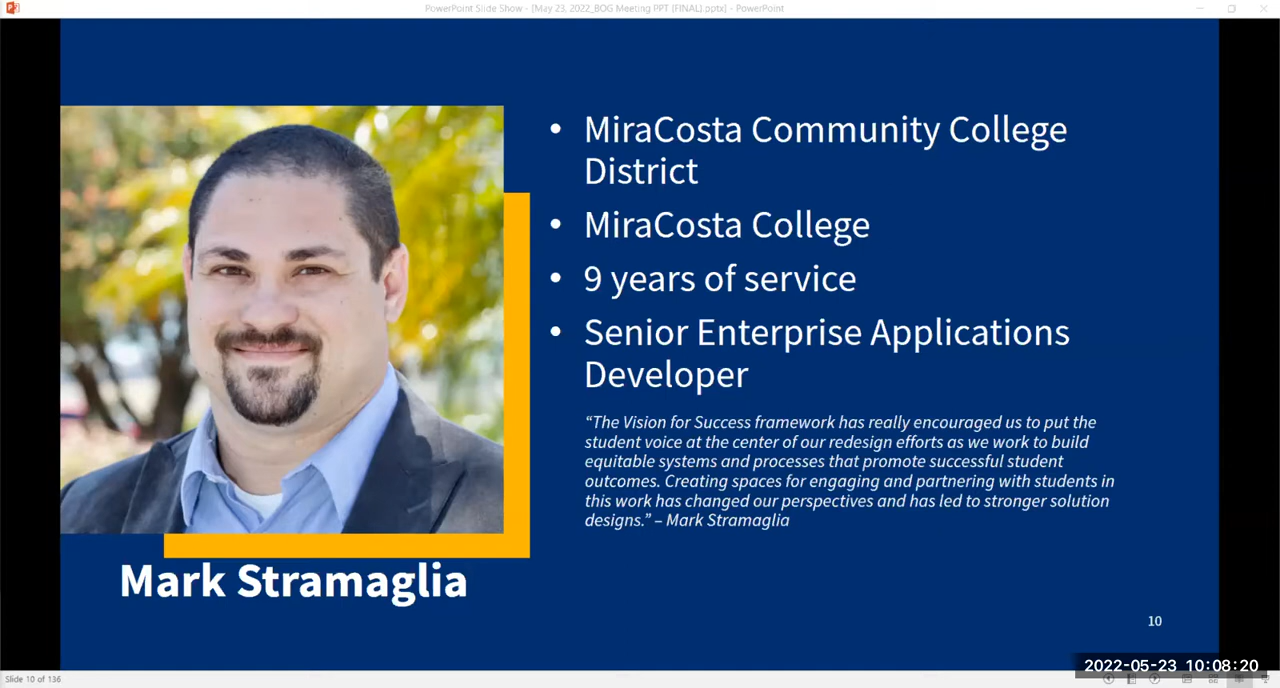 PowerPoint Slide Show - [May 23, 2022_BOG Meeting PPT [FINAL].pptx] - PowerPoint
• MiraCosta Community College
District
• MiraCosta College
• 9 years of service
• Senior Enterprise Applications
Developer
“The Vision for Success framework has really encouraged us to put the
student voice at the center of our redesign efforts as we work to build
equitable systems and processes that promote successful student
outcomes. Creating spaces for engaging and partnering with students in
this work has changed our perspectives and has led to stronger solution
designs.” – Mark Stramaglia
Mark Stramaglia
10
2022-05-23 10:08:20
Slide 10 of 136